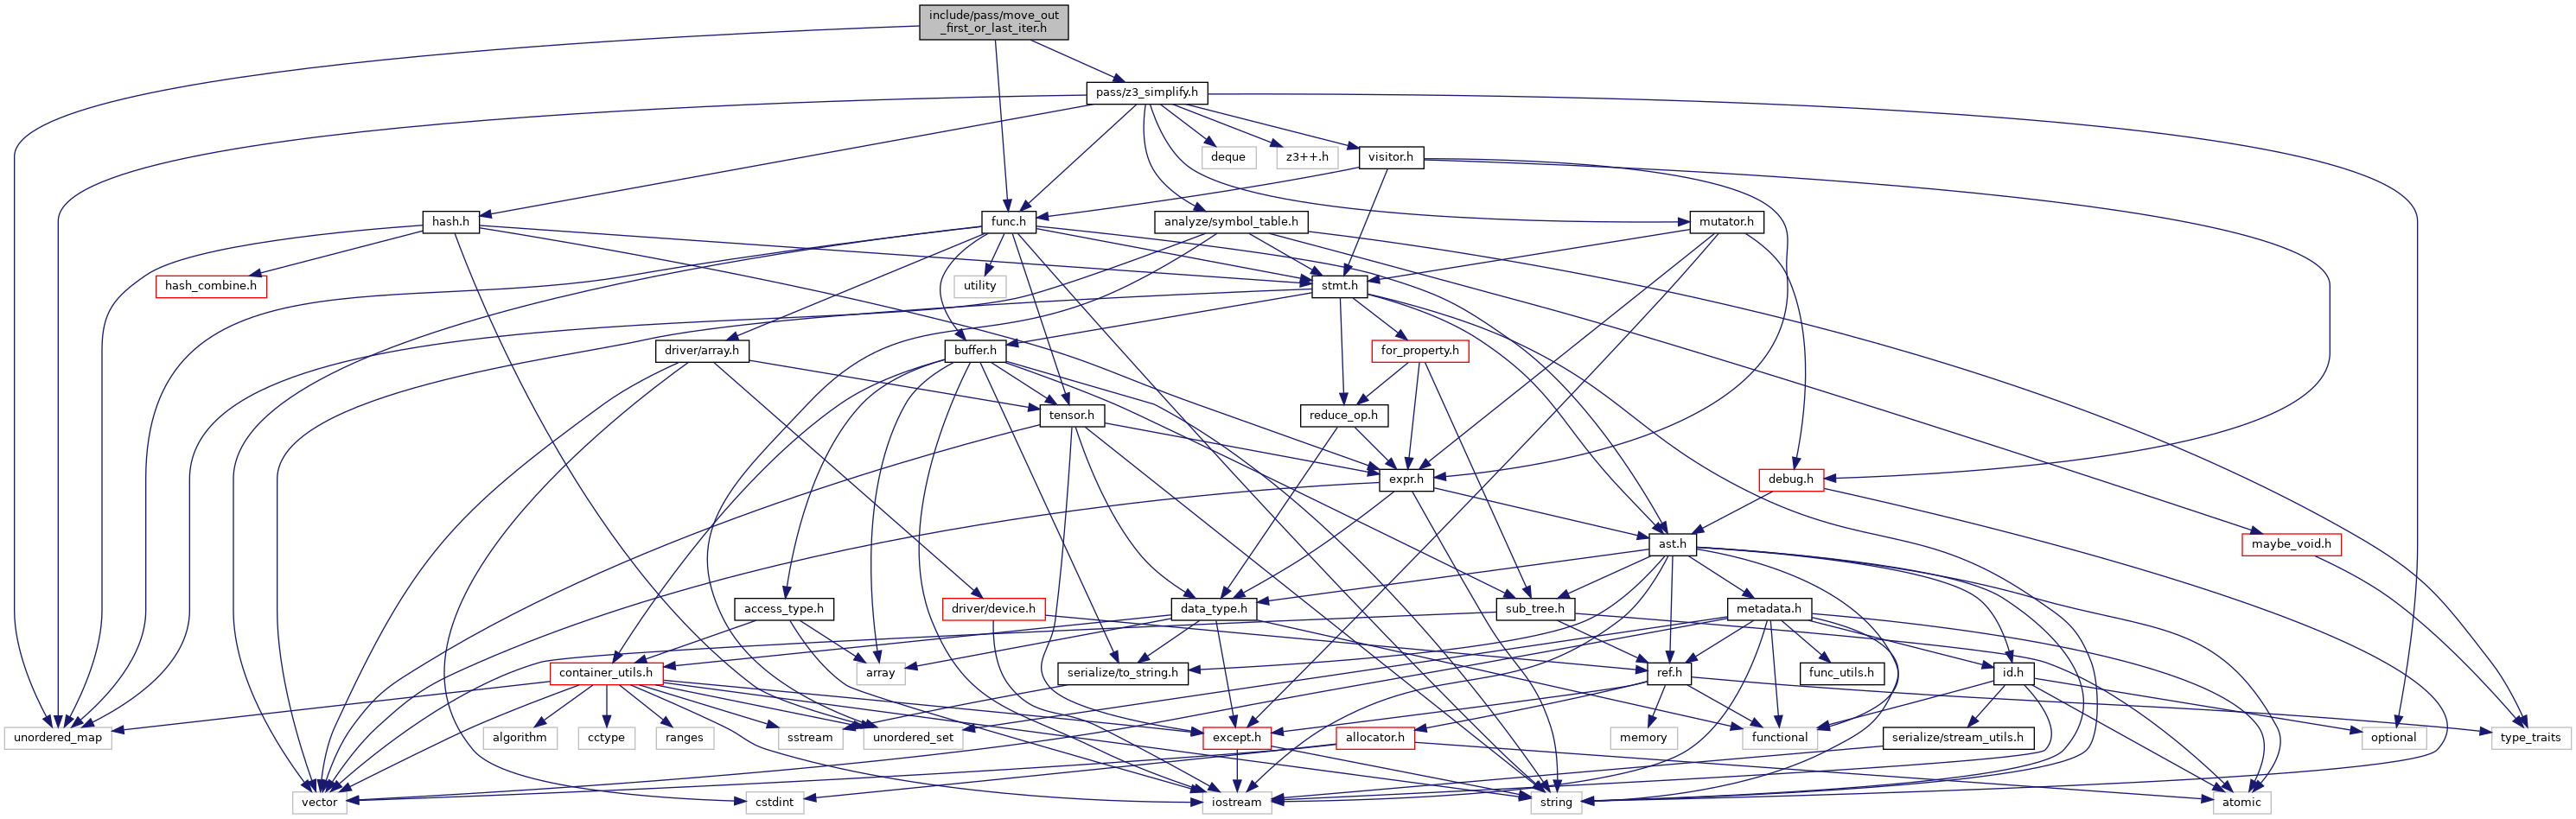 include/pass/move_out
_first_or_last_iter.h
pass/z3_simplify.h
deque
z3++.h
visitor.h
hash.h
func.h
analyze/symbol_table.h
mutator.h
hash_combine.h
utility
stmt.h
driver/array.h
buffer.h
for_property.h
tensor.h
reduce_op.h
expr.h
debug.h
ast.h
maybe_void.h
access_type.h
driver/device.h
data_type.h
sub_tree.h
metadata.h
container_utils.h
array
serialize/to_string.h
ref.h
func_utils.h
id.h
unordered_map
algorithm
cctype
ranges
sstream
unordered_set
except.h
allocator.h
memory
functional
serialize/stream_utils.h
optional
type_traits
vector
cstdint
iostream
string
atomic